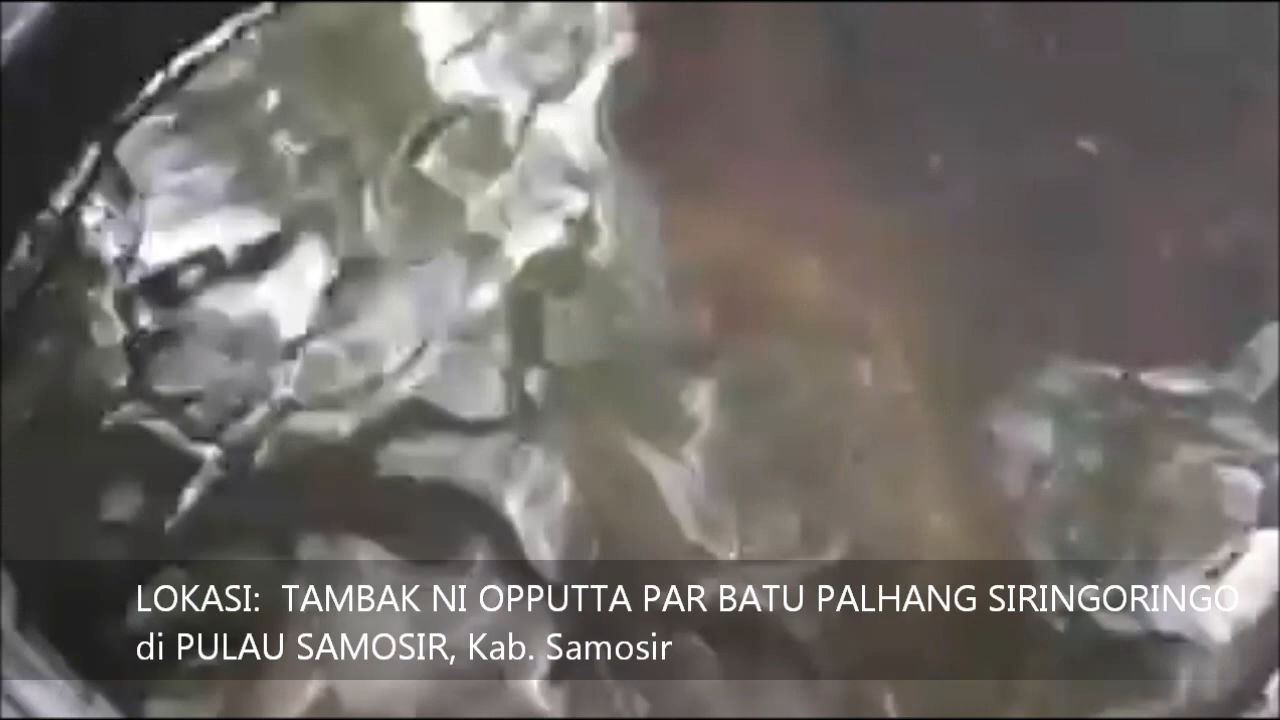 LOKASI:  TAMBAK NI OPPUTTA PAR BATU PALHANG SIRINGORINGO
di PULAU SAMOSIR, Kab. Samosir